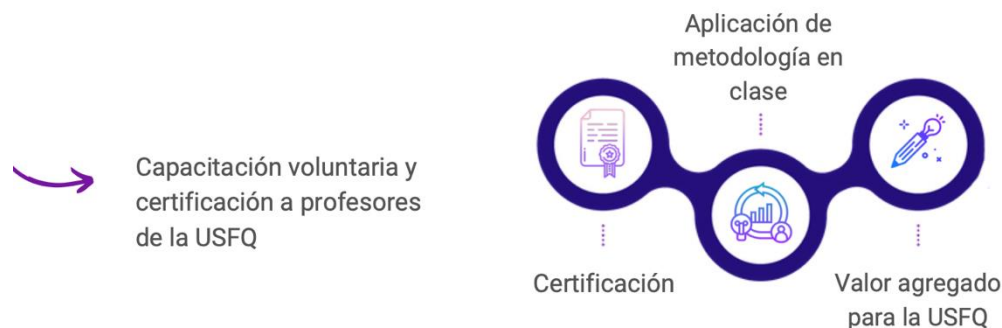 Capacitación voluntaria y
certificación a profesores
de la USFQ
Aplicación de
metodología en
clase
Certificación
Valor agregado
para la USFQ